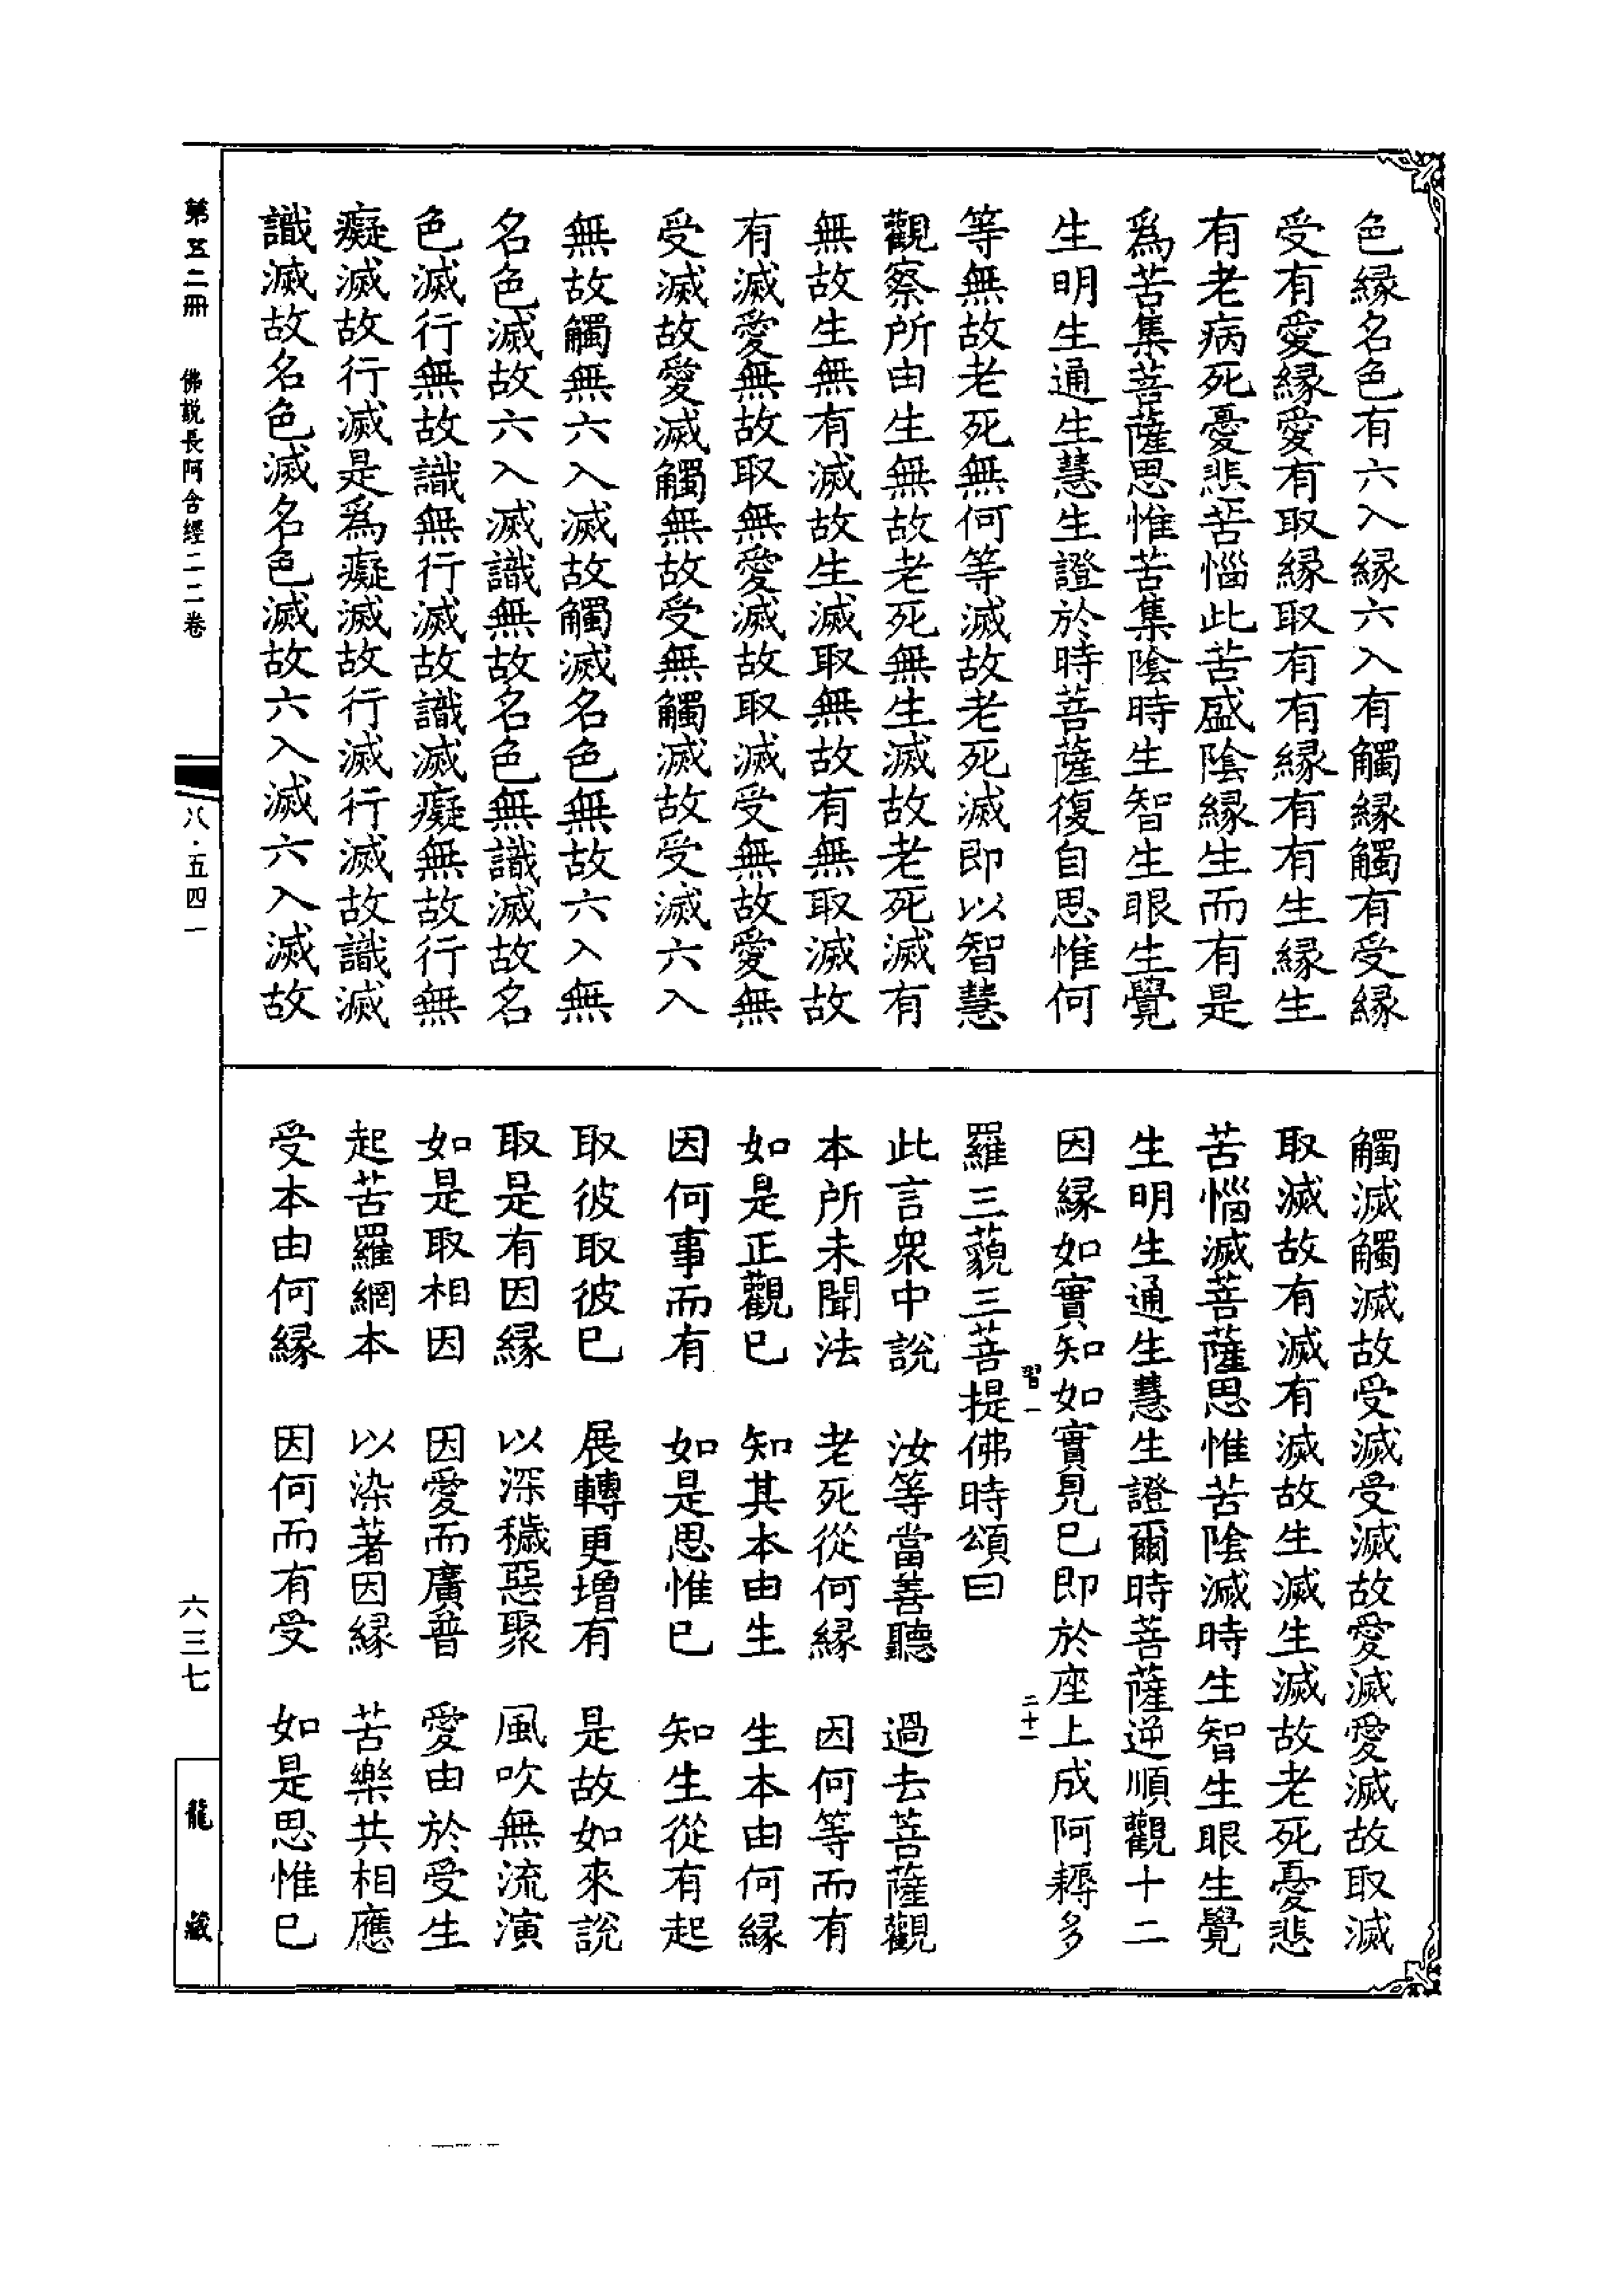 色縁名色有六入縁六入有觸縁觸有受縁
受有愛縁愛有取縁取有有縁有有生縁生
有老病死憂悲苦惱此苦盛陰縁生而有是
爲苦集菩薩思惟苦集陰時生智生眼生覺
生明生通生慧生證於時菩薩復自思惟何
等無故老死無何等滅故老死滅即以智慧
觀察所由生無故老死無生滅故老死滅有
無故生無有滅故生滅取無故有無取滅故
有滅愛無故取無愛滅故取滅受無故愛無
受滅故愛滅觸無故受無觸滅故受滅六入
無故觸無六入滅故觸滅名色無故六入無
名色滅故六入滅識無故名色無識滅故名
色滅行無故識無行滅故識滅癡無故行無
癡滅故行滅是爲癡滅故行滅行滅故識滅
識滅故名色滅名色滅故六入滅六入滅故
觸滅觸滅故受滅受滅故愛滅愛滅故取滅
取滅故有滅有滅故生滅生滅故老死憂悲
苦惱滅菩薩思惟苦陰滅時生智生眼生覺
生明生通生慧生證爾時菩薩逆順觀十二
因縁如實知如實見已即於座上成阿耨多
習一 二十一
羅三藐三菩提佛時頌曰
此言衆中說 汝等當善聽 過去菩薩觀
本所未聞法 老死從何縁 因何等而有
如是正觀已 知其本由生 生本由何縁
因何事而有 如是思惟已 知生從有起
取彼取彼已 展轉更增有 是故如來說
取是有因縁 以深穢惡聚 風吹無流演
如是取相因 因愛而廣普 愛由於受生
起苦羅網本 以染著因縁 苦樂共相應
受本由何縁 因何而有受 如是思惟已
第五二冊 佛說長阿含經二二卷 八·五四一
六三七 龍藏